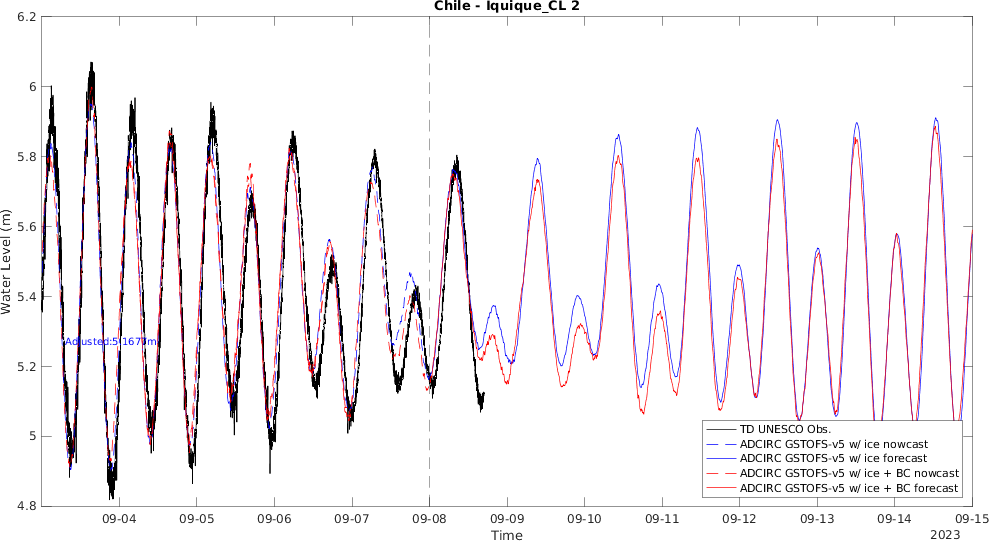 Chile - Iquique_CL 2
Water Level (m)
6.2
6
5.8
5.6
5.4
5.2
5
4.8
Adjusted:5.1677m
TD UNESCO Obs.
ADCIRC GSTOFS-v5 w/ ice nowcast
ADCIRC GSTOFS-v5 w/ ice forecast
ADCIRC GSTOFS-v5 w/ ice + BC nowcast
ADCIRC GSTOFS-v5 w/ ice + BC forecast
09-04 09-05 09-06 09-07 09-08 09-09 09-10 09-11 09-12 09-13 09-14 09-15
Time
2023